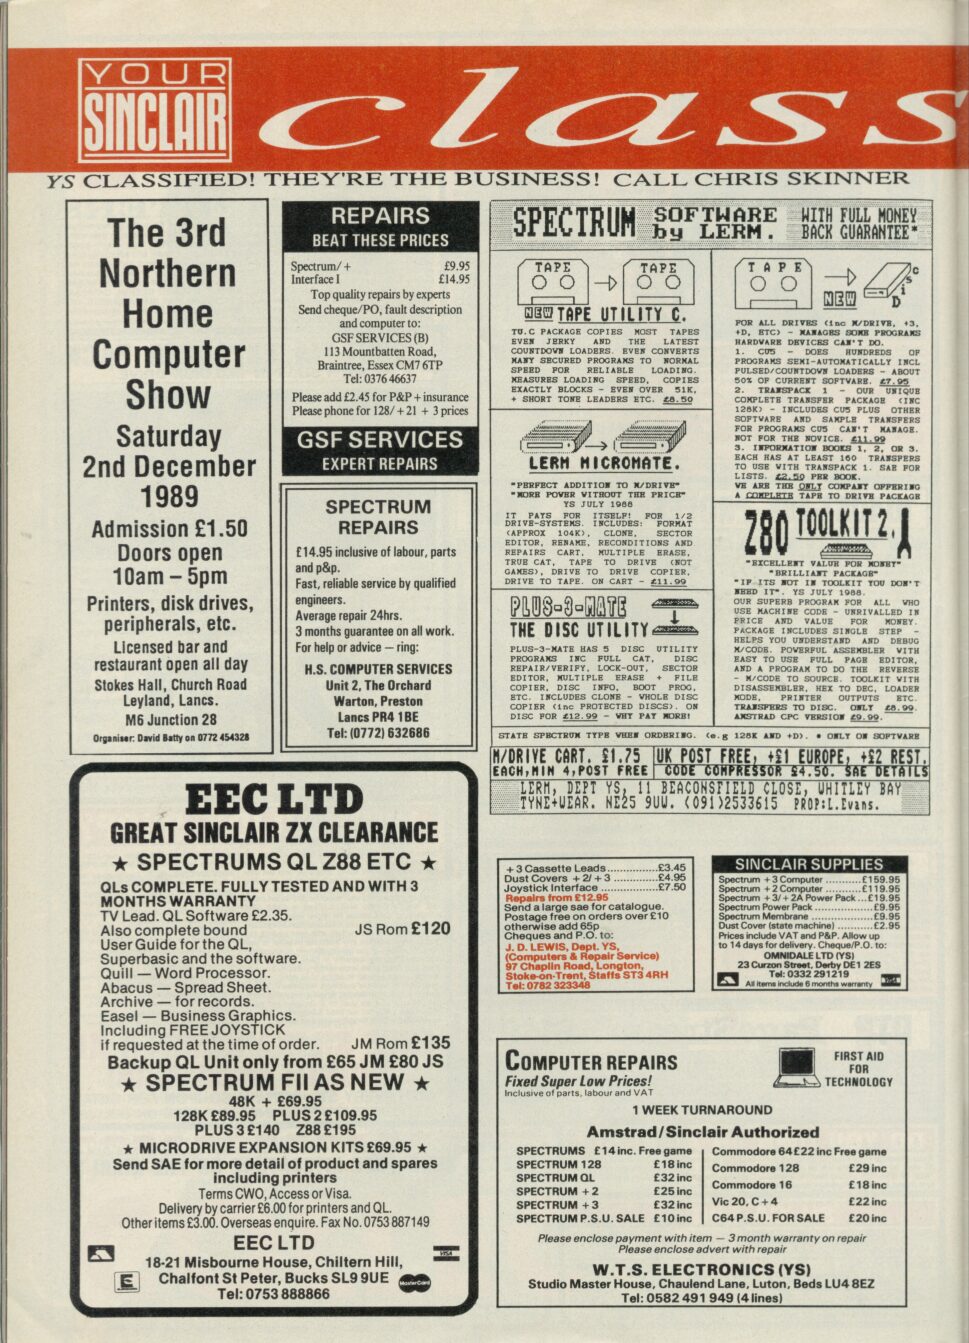 YOUR
SINCLAIR
class
YS CLASSIFIED! THEY'RE THE BUSINESS! CALL CHRIS SKINNER
The 3rd
Northern
Home
Computer
Show
Saturday
2nd December
1989
Admission £1.50
Doors open
10am – 5pm
Printers, disk drives,
peripherals, etc.
Licensed bar and
restaurant open all day
Stokes Hall, Church Road
Leyland, Lancs.
M6 Junction 28
Organiser: David Batty on 0772 454328
REPAIRS
BEAT THESE PRICES
Spectrum/+ £9.95
Interface I £14.95
Top quality repairs by experts
Send cheque/PO, fault description
and computer to:
GSF SERVICES (B)
113 Mountbatten Road,
Braintree, Essex CM7 6TP
Tel: 0376 46637
Please add £2.45 for P&P + insurance
Please phone for 128/+21 + 3 prices
GSF SERVICES
EXPERT REPAIRS
SPECTRUM
REPAIRS
£14.95 inclusive of labour, parts
and p&p.
Fast, reliable service by qualified
engineers.
Average repair 24hrs.
3 months guarantee on all work.
For help or advice – ring:
H.S. COMPUTER SERVICES
Unit 2, The Orchard
Warton, Preston
Lancs PR4 1BE
Tel: (0772) 632686
SPECTRUM SOFTWARE by LERM. WITH FULL MONEY BACK GUARANTEE*
TAPE TAPE
NEW TAPE UTILITY C.
TU.C PACKAGE COPIES MOST TAPES
EVEN JERKY AND THE LATEST
COUNTDOWN LOADERS. EVEN CONVERTS
MANY SECURED PROGRAMS TO NORMAL
SPEED FOR RELIABLE LOADING.
MEASURES LOADING SPEED, COPIES
EXACTLY BLOCKS - EVEN OVER 51K,
+ SHORT TONE LEADERS ETC. £8.50
LERM MICROMATE.
"PERFECT ADDITION TO M/DRIVE"
"MORE POWER WITHOUT THE PRICE"
YS JULY 1988
IT PAYS FOR ITSELF! FOR 1/2
DRIVE-SYSTEMS. INCLUDES: FORMAT
(APPROX 104K), CLONE, SECTOR
EDITOR, RENAME, RECONDITIONS AND
REPAIRS CART, MULTIPLE ERASE,
TRUE CAT, TAPE TO DRIVE (NOT
GAMES), DRIVE TO DRIVE COPIER,
DRIVE TO TAPE. ON CART - £11.99
PLUS-3-MATE
THE DISC UTILITY
PLUS-3-MATE HAS 5 DISC UTILITY
PROGRAMS INC FULL CAT, DISC
REPAIR/VERIFY, LOCK-OUT, SECTOR
EDITOR, MULTIPLE ERASE + FILE
COPIER, DISC INFO, BOOT PROG,
ETC. INCLUDES CLONE - WHOLE DISC
COPIER (inc PROTECTED DISCS). ON
DISC FOR £12.99 - WHY PAY MORE!
TAPE NEW DISC
FOR ALL DRIVES (inc M/DRIVE, +3,
+D, ETC) - MANAGES SOME PROGRAMS
HARDWARE DEVICES CAN'T DO.
1. CU5 - DOES HUNDREDS OF
PROGRAMS SEMI-AUTOMATICALLY INCL
PULSED/COUNTDOWN LOADERS - ABOUT
50% OF CURRENT SOFTWARE. £7.95
2. TRANSPACK 1 - OUR UNIQUE
COMPLETE TRANSFER PACKAGE (INC
128K) - INCLUDES CU5 PLUS OTHER
SOFTWARE AND SAMPLE TRANSFERS
FOR PROGRAMS CU5 CAN'T MANAGE.
NOT FOR THE NOVICE. £11.99
3. INFORMATION BOOKS 1, 2, OR 3.
EACH HAS AT LEAST 160 TRANSFERS
TO USE WITH TRANSPACK 1. SAE FOR
LISTS. £2.50 PER BOOK.
WE ARE THE ONLY COMPANY OFFERING
A COMPLETE TAPE TO DRIVE PACKAGE
Z80 TOOLKIT 2.
"EXCELLENT VALUE FOR MONEY"
"BRILLIANT PACKAGE"
"IF ITS NOT IN TOOLKIT YOU DON'T
NEED IT". YS JULY 1988.
OUR SUPERB PROGRAM FOR ALL WHO
USE MACHINE CODE - UNRIVALLED IN
PRICE AND VALUE FOR MONEY.
PACKAGE INCLUDES SINGLE STEP -
HELPS YOU UNDERSTAND AND DEBUG
M/CODE. POWERFUL ASSEMBLER WITH
EASY TO USE FULL PAGE EDITOR,
AND A PROGRAM TO DO THE REVERSE
- M/CODE TO SOURCE. TOOLKIT WITH
DISASSEMBLER, HEX TO DEC, LOADER
MODE, PRINTER OUTPUTS ETC.
TRANSFERS TO DISC. ONLY £8.99.
AMSTRAD CPC VERSION £9.99.
STATE SPECTRUM TYPE WHEN ORDERING. (e.g 128K AND +D). * ONLY ON SOFTWARE
M/DRIVE CART. £1.75
EACH,MIN 4,POST FREE
UK POST FREE, +£1 EUROPE, +£2 REST.
CODE COMPRESSOR £4.50. SAE DETAILS
LERM, DEPT YS, 11 BEACONSFIELD CLOSE, WHITLEY BAY
TYNE+WEAR. NE25 9UW. (091)2533615 PROP:L.Evans.
EEC LTD
GREAT SINCLAIR ZX CLEARANCE
★ SPECTRUMS QL Z88 ETC ★
QLs COMPLETE. FULLY TESTED AND WITH 3
MONTHS WARRANTY
TV Lead. QL Software £2.35.
Also complete bound JS Rom £120
User Guide for the QL,
Superbasic and the software.
Quill — Word Processor.
Abacus — Spread Sheet.
Archive — for records.
Easel — Business Graphics.
Including FREE JOYSTICK
if requested at the time of order. JM Rom £135
Backup QL Unit only from £65 JM £80 JS
★ SPECTRUM FII AS NEW ★
48K + £69.95
128K £89.95 PLUS 2 £109.95
PLUS 3 £140 Z88 £195
★ MICRODRIVE EXPANSION KITS £69.95 ★
Send SAE for more detail of product and spares
including printers
Terms CWO, Access or Visa.
Delivery by carrier £6.00 for printers and QL.
Other items £3.00. Overseas enquire. Fax No. 0753 887149
EEC LTD
18-21 Misbourne House, Chiltern Hill,
Chalfont St Peter, Bucks SL9 9UE
Tel: 0753 888866
VISA
E
MasterCard
+ 3 Cassette Leads ............... £3.45
Dust Covers + 2/ + 3 ............. £4.95
Joystick Interface ................ £7.50
Repairs from £12.95
Send a large sae for catalogue.
Postage free on orders over £10
otherwise add 65p
Cheques and P.O. to:
J. D. LEWIS, Dept. YS,
(Computers & Repair Service)
97 Chaplin Road, Longton,
Stoke-on-Trent, Staffs ST3 4RH
Tel: 0782 323348
SINCLAIR SUPPLIES
Spectrum + 3 Computer ........... £159.95
Spectrum + 2 Computer ........... £119.95
Spectrum + 3/ + 2A Power Pack ... £19.95
Spectrum Power Pack ............... £9.95
Spectrum Membrane ................ £9.95
Dust Cover (state machine) ........ £2.95
Prices include VAT and P&P. Allow up
to 14 days for delivery. Cheque/P.O. to:
OMNIDALE LTD (YS)
23 Curzon Street, Derby DE1 2ES
Tel: 0332 291219
All items include 6 months warranty
COMPUTER REPAIRS
Fixed Super Low Prices!
Inclusive of parts, labour and VAT
FIRST AID
FOR
TECHNOLOGY
1 WEEK TURNAROUND
Amstrad/Sinclair Authorized
SPECTRUMS £14 inc. Free game
SPECTRUM 128 £18 inc
SPECTRUM QL £32 inc
SPECTRUM + 2 £25 inc
SPECTRUM + 3 £32 inc
SPECTRUM P.S.U. SALE £10 inc
Commodore 64 £22 inc Free game
Commodore 128 £29 inc
Commodore 16 £18 inc
Vic 20, C + 4 £22 inc
C64 P.S.U. FOR SALE £20 inc
Please enclose payment with item — 3 month warranty on repair
Please enclose advert with repair
W.T.S. ELECTRONICS (YS)
Studio Master House, Chaulend Lane, Luton, Beds LU4 8EZ
Tel: 0582 491 949 (4 lines)